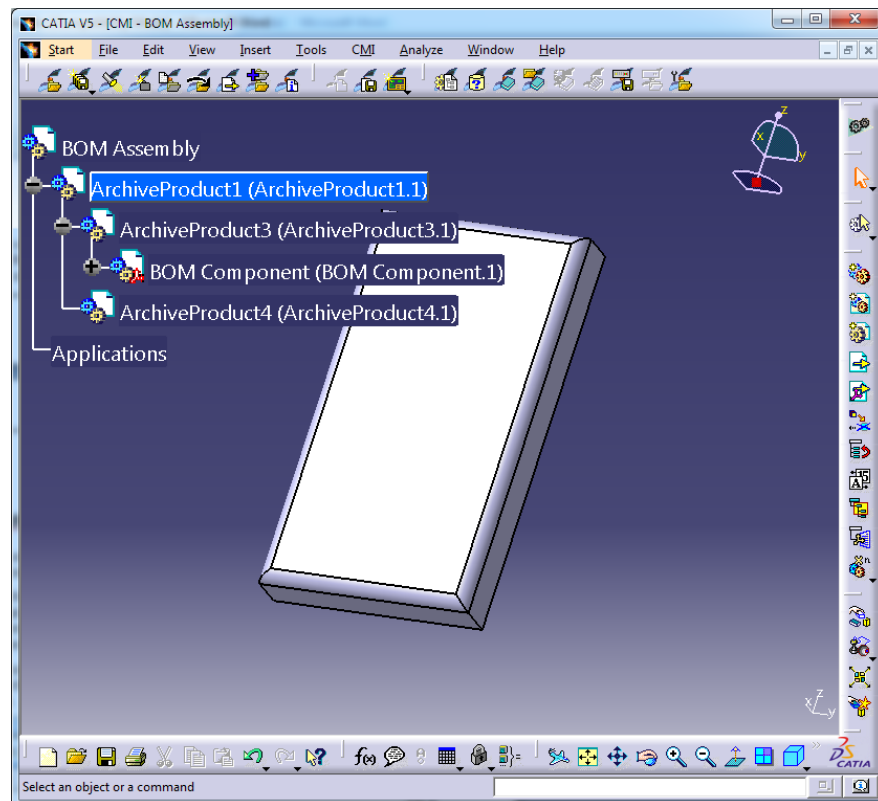 CATIA V5 - [CMI - BOM Assembly]
Start File Edit View Insert Tools CMI Analyze Window Help
BOM Assembly
ArchiveProduct1 (ArchiveProduct1.1)
ArchiveProduct3 (ArchiveProduct3.1)
BOM Component (BOM Component.1)
ArchiveProduct4 (ArchiveProduct4.1)
Applications
z
x
y
z
x y
f(x)
CATIA
Select an object or a command